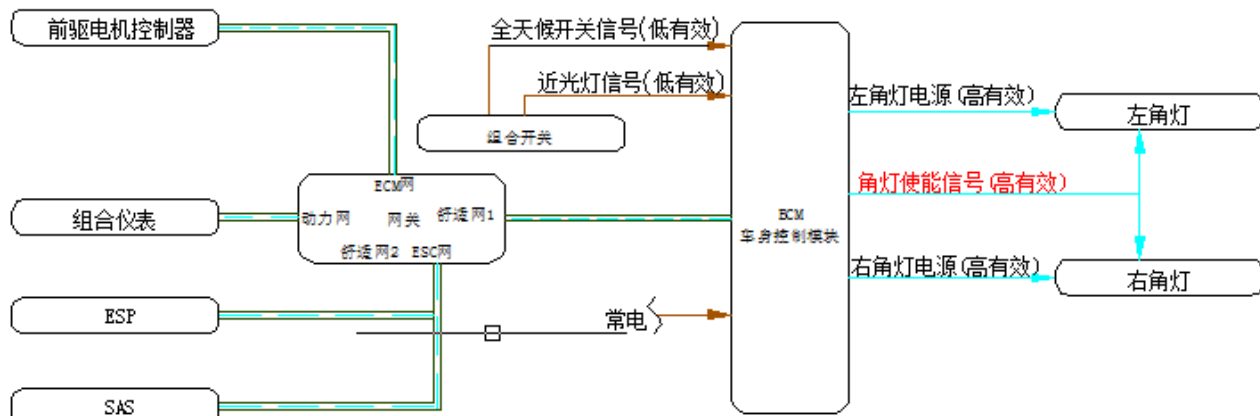 前驱电机控制器
全天候开关信号(低有效)
近光灯信号(低有效)
组合开关
左角灯电源(高有效)
左角灯
ECM网
动力网
网关
舒适网1
舒适网2
ESC网
组合仪表
BCM
车身控制模块
角灯使能信号(高有效)
右角灯电源(高有效)
右角灯
ESP
常电
SAS